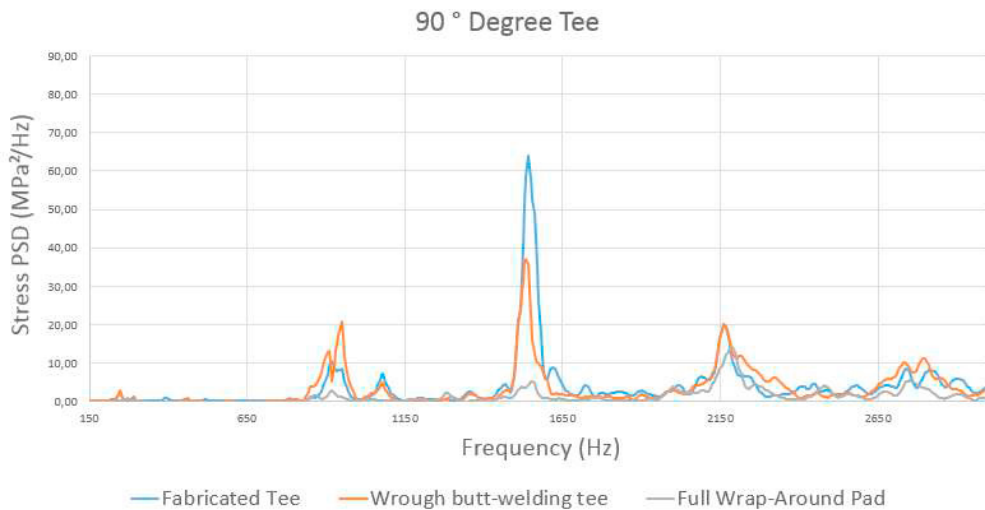 90 ° Degree Tee
90,00
80,00
70,00
60,00
50,00
40,00
30,00
20,00
10,00
0,00
Stress PSD (MPa²/Hz)
150 650 1150 1650 2150 2650
Frequency (Hz)
Fabricated Tee Wrough butt-welding tee Full Wrap-Around Pad